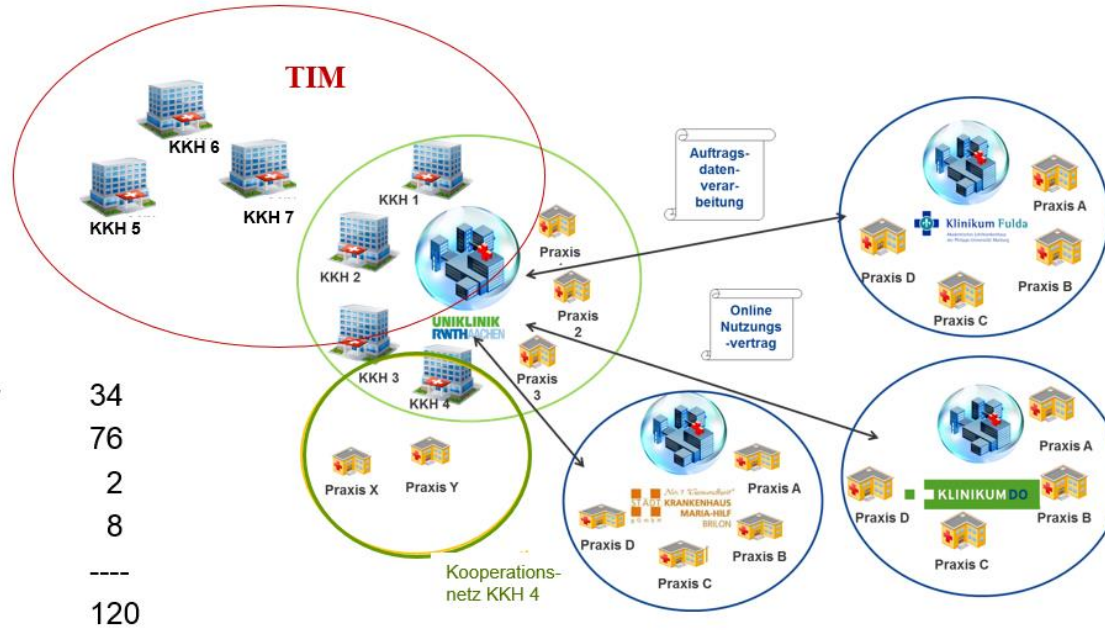 TIM
KKH 6
KKH 5
KKH 7
KKH 1
KKH 2
KKH 3
KKH 4
UNIKLINIK
RWTHAACHEN
Praxis
Praxis
2
Praxis
3
Auftrags-
daten-
verar-
beitung
Online
Nutzungs
-vertrag
Klinikum Fulda
Praxis A
Praxis B
Praxis C
Praxis D
34
76
2
8
----
120
Praxis X
Praxis Y
Kooperations-
netz KKH 4
STÄDT
KRANKENHAUS
MARIA-HILF
BRILON
Praxis A
Praxis B
Praxis C
Praxis D
KLINIKUMDO
Praxis A
Praxis B
Praxis C
Praxis D